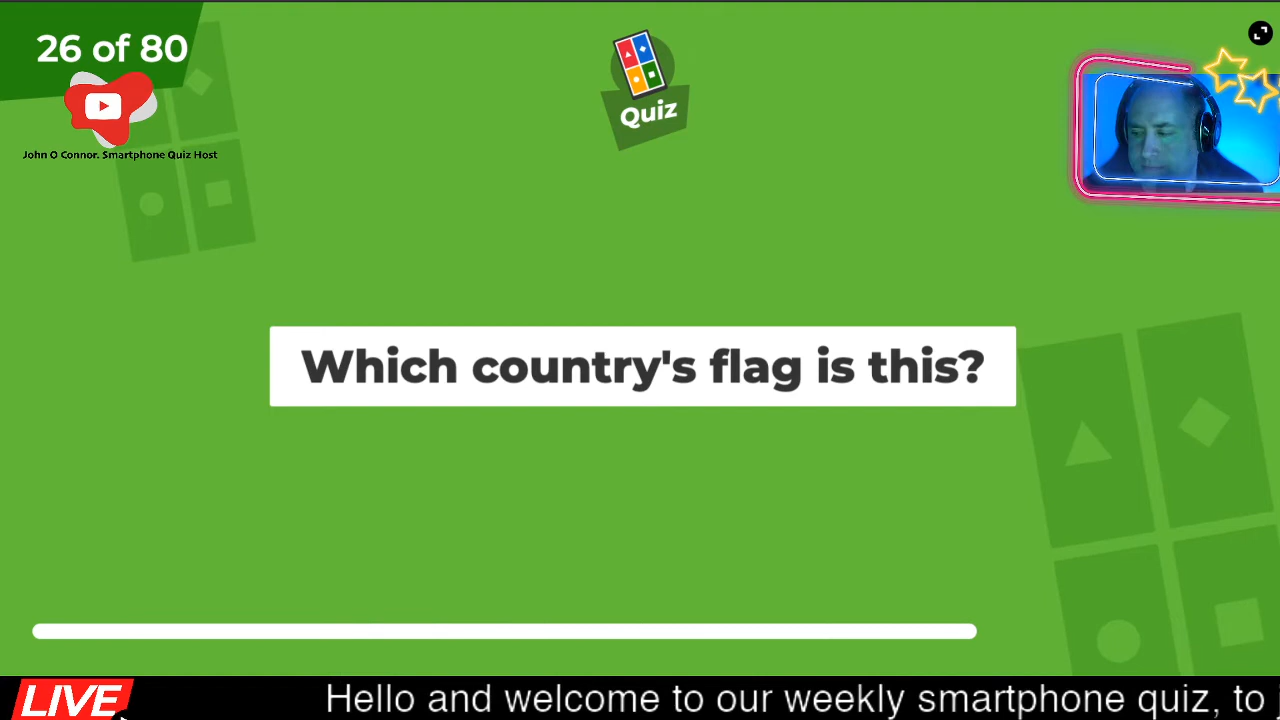 26 of 80
Quiz
John O Connor. Smartphone Quiz Host
Which country's flag is this?
LIVE
Hello and welcome to our weekly smartphone quiz, to